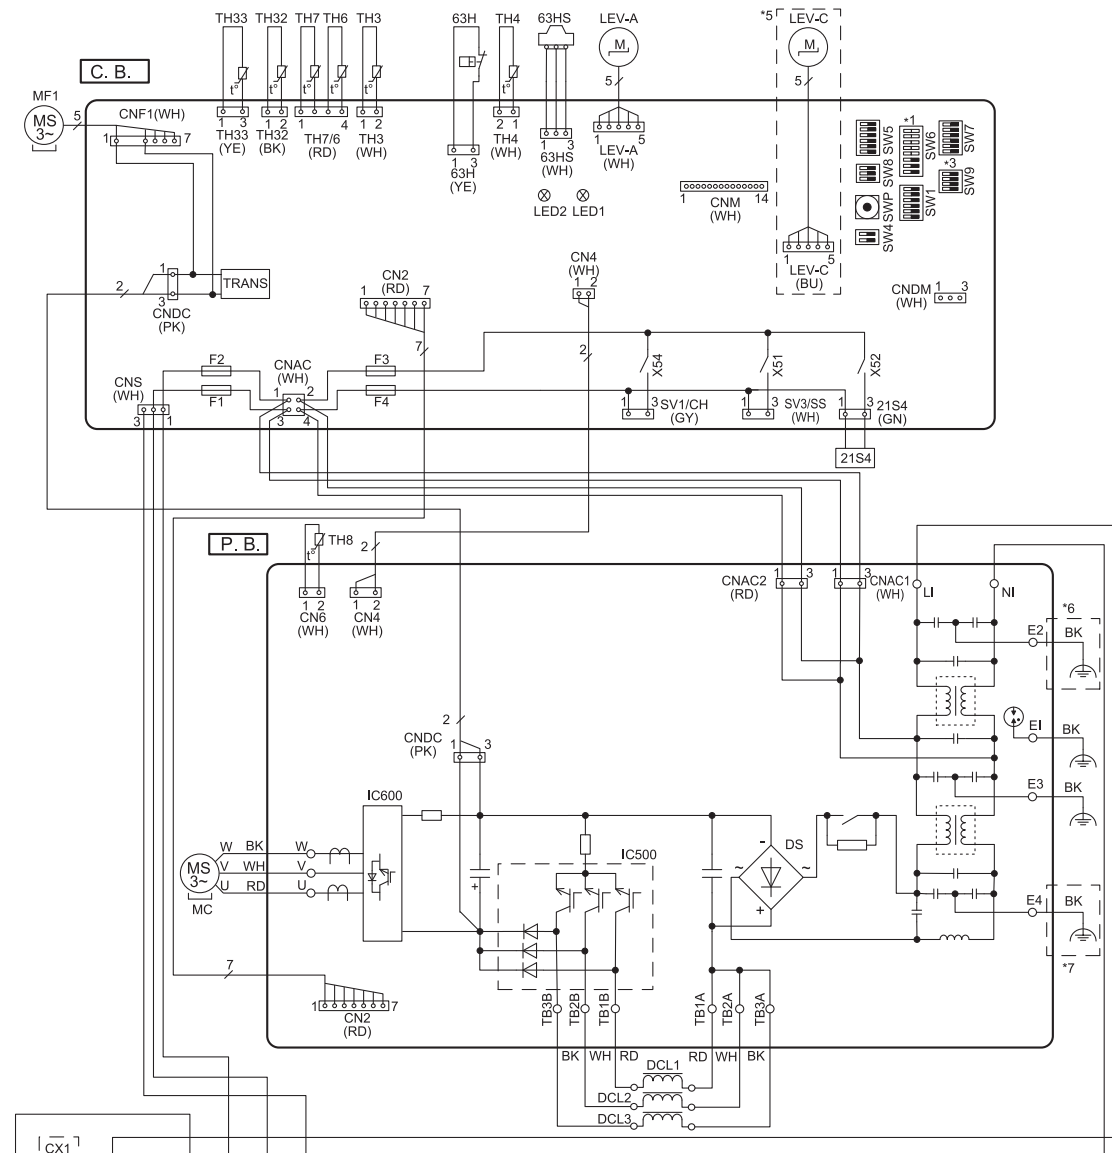 TH33 TH32 TH7 TH6 TH3 63H TH4 63HS LEV-A *5 LEV-C
M M
C. B.
t° t° t° t° t° t°
5 5
MF1
MS
3~
5
CNF1(WH)
1 7
1 3 1 2 1 4 1 2 2 1 1 3 1 5
TH33 TH32 TH7/6 TH3 TH4 63HS LEV-A
(YE) (BK) (RD) (WH) (WH) (WH) (WH)
1 3
63H
(YE)
LED2 LED1
1 14
CNM
(WH)
SW5 *1 SW6 SW7
SW8 *3 SW9
SWP SW1
SW4
1 5
LEV-C
(BU)
CNDM
(WH)
1 3
CN4
(WH)
1 2
CN2
(RD)
1 7
2
1
3
TRANS
CNDC
(PK)
7
2
F2 CNAC F3
(WH)
F1 F4
1 2
3 4
CNS
(WH)
3 1
X54 X51 X52
1 3 SV1/CH
(GY)
1 3 SV3/SS
(WH)
1 3 21S4
(GN)
21S4
P. B.
TH8
t°
2
1 2 1 2
CN6 CN4
(WH) (WH)
CNAC2
(RD)
1 3
1 3
CNAC1
(WH)
LI NI
*6
E2 BK
EI BK
E3 BK
E4 BK
*7
2
CNDC
(PK)
1 3
IC600
IC500
+
- DS
~ ~
+
MS
3~
MC
W BK W
V WH V
U RD U
7
1 7
CN2
(RD)
TB3B TB2B TB1B TB1A TB2A TB3A
BK WH RD RD WH BK
DCL1
DCL2
DCL3
CX1